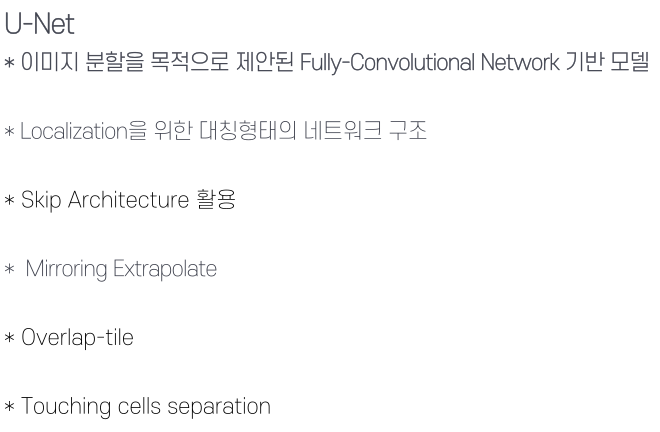 U-Net
* 이미지 분할을 목적으로 제안된 Fully-Convolutional Network 기반 모델
* Localization을 위한 대칭형태의 네트워크 구조
* Skip Architecture 활용
* Mirroring Extrapolate
* Overlap-tile
* Touching cells separation